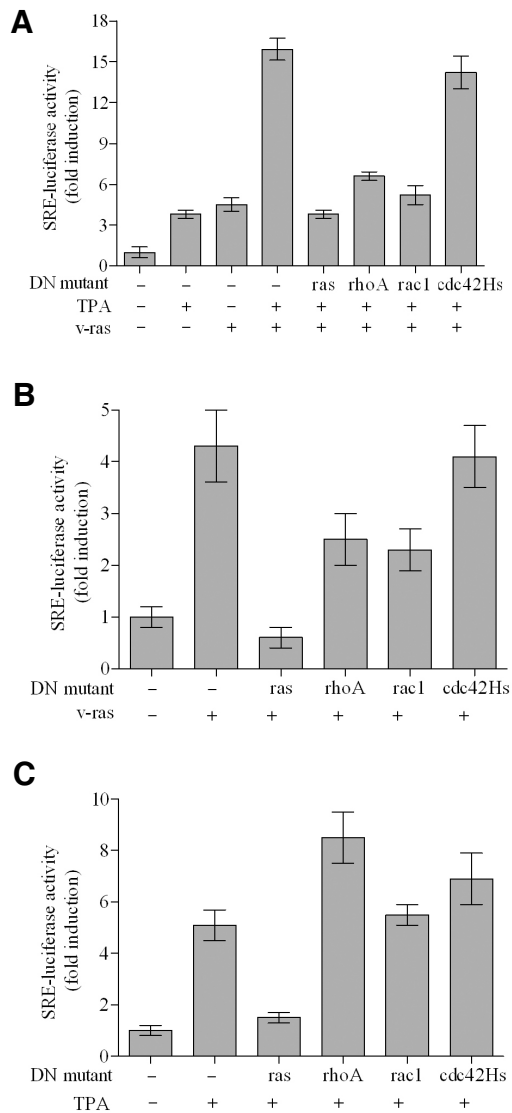 A
SRE-luciferase activity
(fold induction)
18
15
12
9
6
3
0
DN mutant – – – – ras rhoA rac1 cdc42Hs
TPA – + – + + + + +
v-ras – – + + + + + +
B
SRE-luciferase activity
(fold induction)
5
4
3
2
1
0
DN mutant – – ras rhoA rac1 cdc42Hs
v-ras – + + + + +
C
SRE-luciferase activity
(fold induction)
10
8
6
4
2
0
DN mutant – – ras rhoA rac1 cdc42Hs
TPA – + + + + +